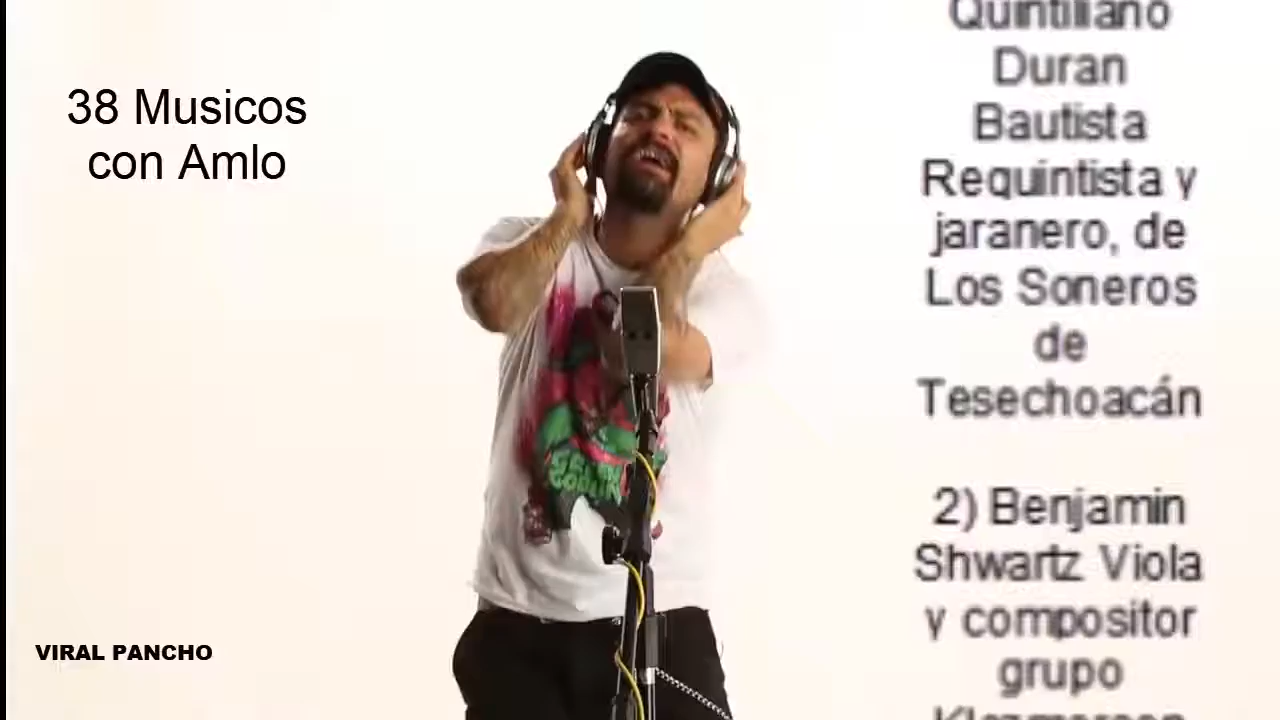 38 Musicos
con Amlo
VIRAL PANCHO
Quintiliano
Duran
Bautista
Requintista y
jaranero, de
Los Soneros
de
Tesechoacán
2) Benjamin
Shwartz Viola
y compositor
grupo